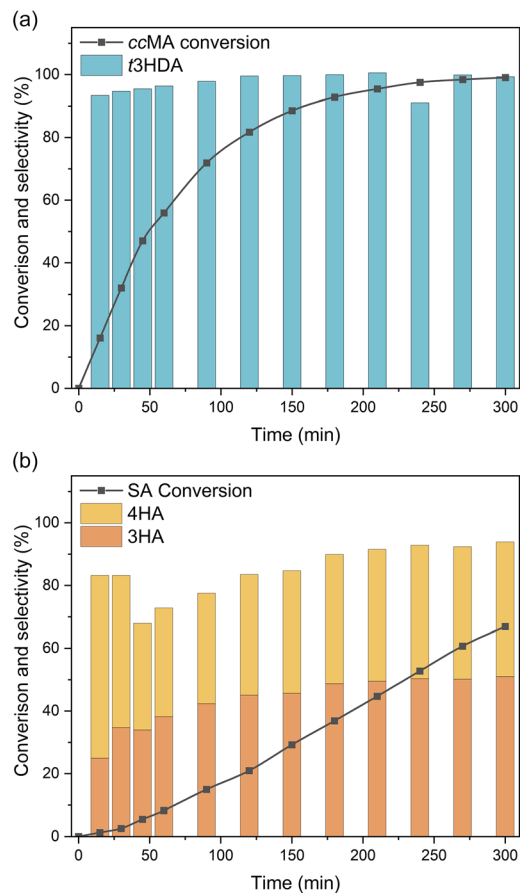 (a)
ccMA conversion
t3HDA
100
80
60
40
20
0
Converison and selectivity (%)
0 50 100 150 200 250 300
Time (min)
(b)
SA Conversion
4HA
3HA
100
80
60
40
20
0
Converison and selectivity (%)
0 50 100 150 200 250 300
Time (min)